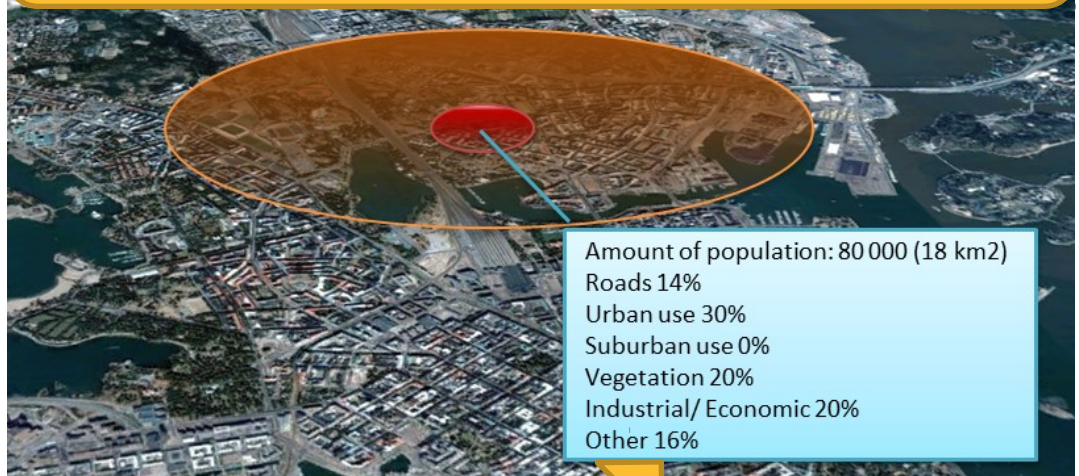 Amount of population: 80 000 (18 km2)
Roads 14%
Urban use 30%
Suburban use 0%
Vegetation 20%
Industrial/ Economic 20%
Other 16%